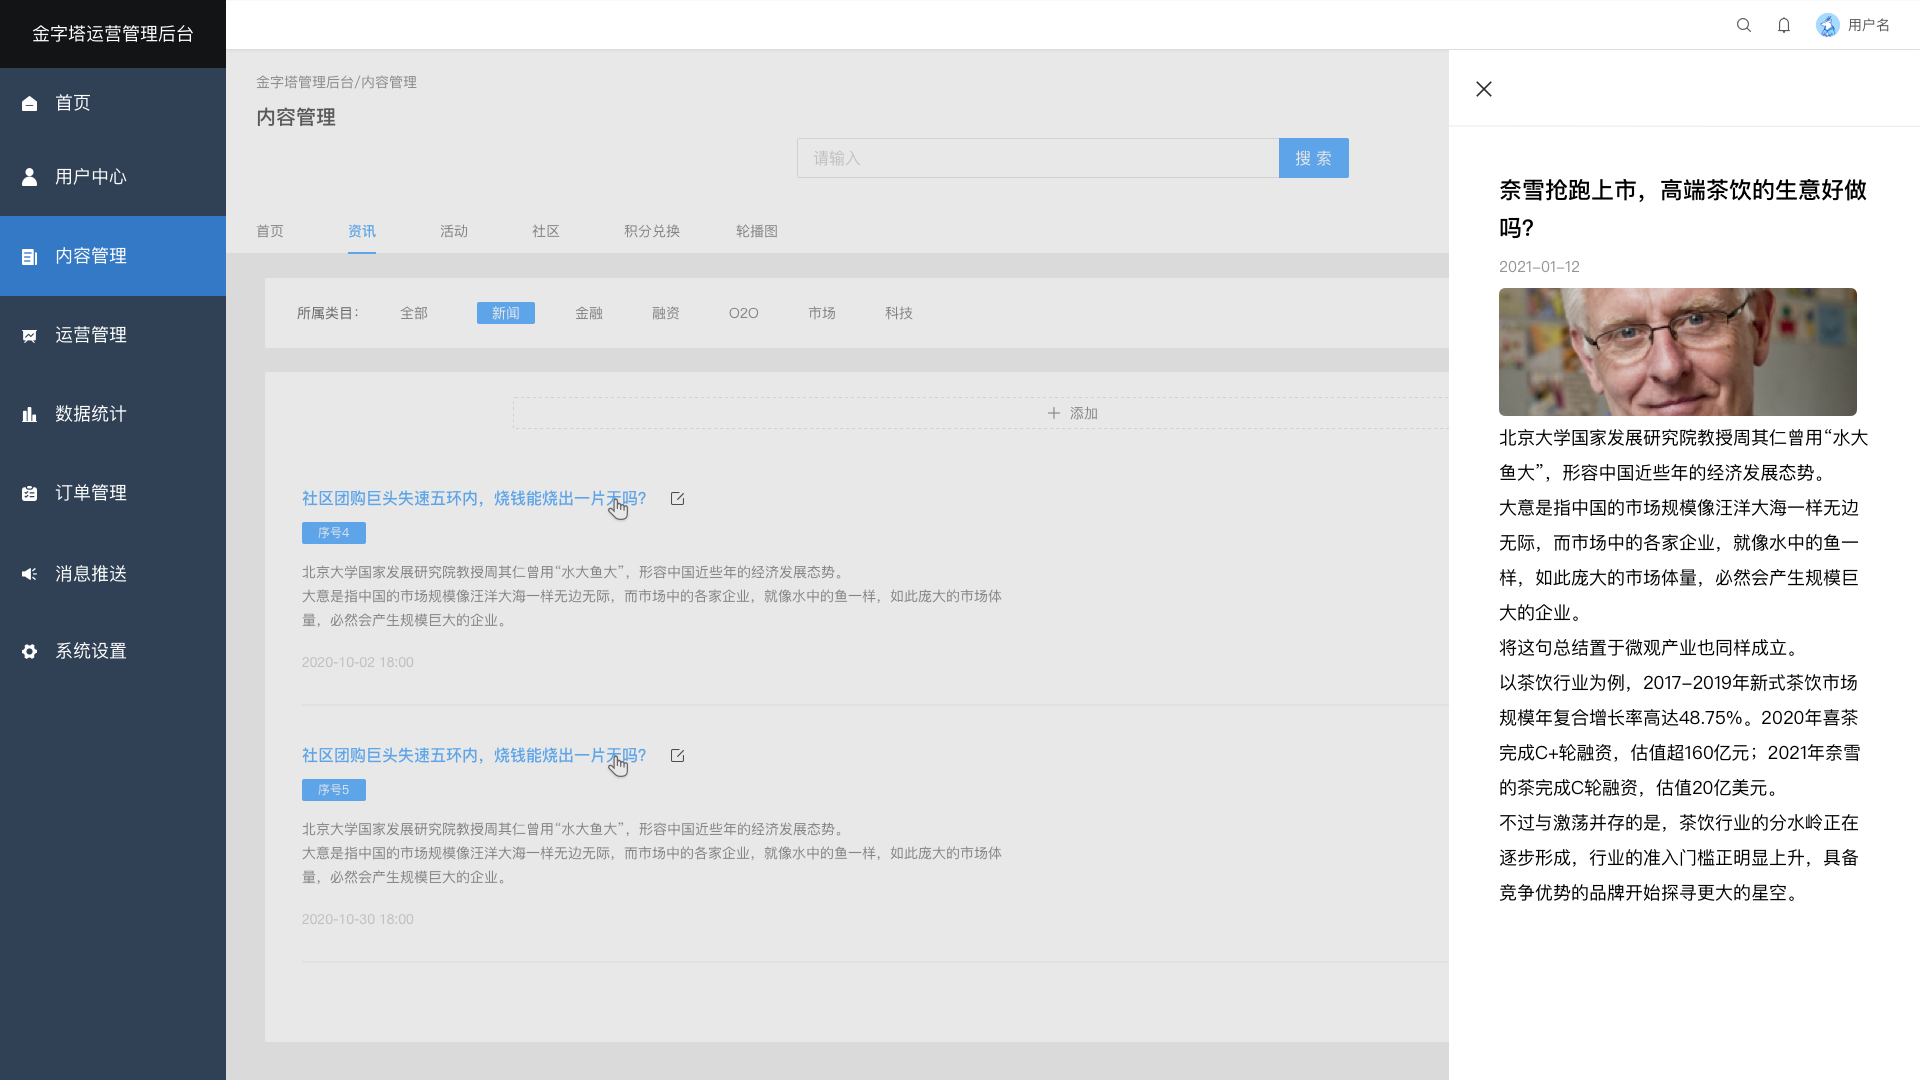 金字塔运营管理后台
用户名
首页
用户中心
内容管理
运营管理
数据统计
订单管理
消息推送
系统设置
金字塔管理后台/内容管理
内容管理
请输入
搜 索
首页 资讯 活动 社区 积分兑换 轮播图
所属类目： 全部 新闻 金融 融资 O2O 市场 科技
添加
社区团购巨头失速五环内，烧钱能烧出一片天吗？
序号4
北京大学国家发展研究院教授周其仁曾用“水大鱼大”，形容中国近些年的经济发展态势。
大意是指中国的市场规模像汪洋大海一样无边无际，而市场中的各家企业，就像水中的鱼一样，如此庞大的市场体
量，必然会产生规模巨大的企业。
2020-10-02 18:00
社区团购巨头失速五环内，烧钱能烧出一片天吗？
序号5
北京大学国家发展研究院教授周其仁曾用“水大鱼大”，形容中国近些年的经济发展态势。
大意是指中国的市场规模像汪洋大海一样无边无际，而市场中的各家企业，就像水中的鱼一样，如此庞大的市场体
量，必然会产生规模巨大的企业。
2020-10-30 18:00
奈雪抢跑上市，高端茶饮的生意好做
吗？
2021-01-12
北京大学国家发展研究院教授周其仁曾用“水大
鱼大”，形容中国近些年的经济发展态势。
大意是指中国的市场规模像汪洋大海一样无边
无际，而市场中的各家企业，就像水中的鱼一
样，如此庞大的市场体量，必然会产生规模巨
大的企业。
将这句总结置于微观产业也同样成立。
以茶饮行业为例，2017-2019年新式茶饮市场
规模年复合增长率高达48.75%。2020年喜茶
完成C+轮融资，估值超160亿元；2021年奈雪
的茶完成C轮融资，估值20亿美元。
不过与激荡并存的是，茶饮行业的分水岭正在
逐步形成，行业的准入门槛正明显上升，具备
竞争优势的品牌开始探寻更大的星空。